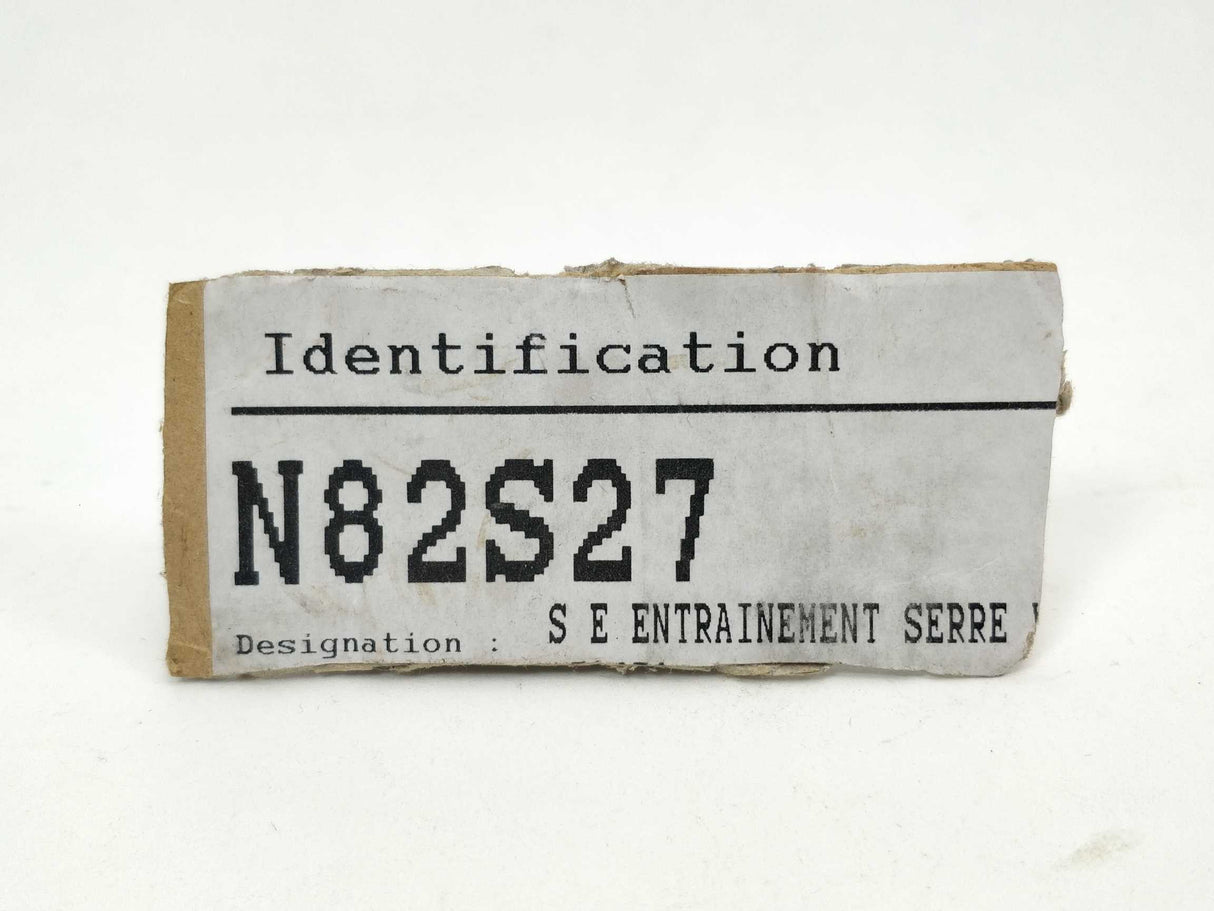 Identification
N82S27
Designation : S E ENTRAINEMENT SERRE